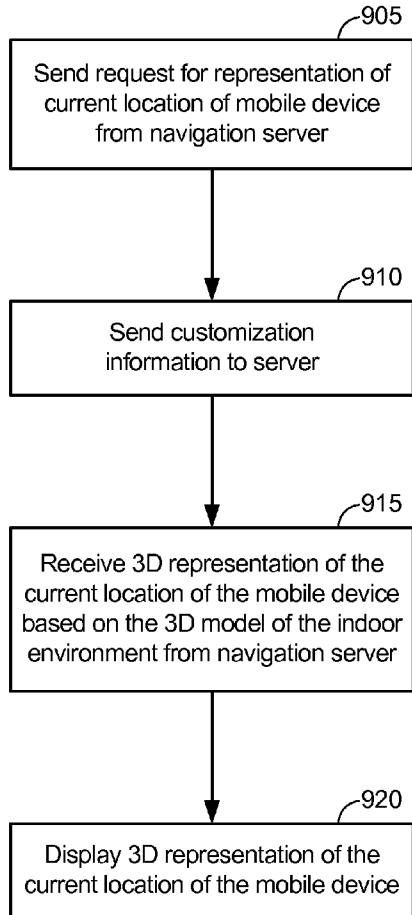 905
Send request for representation of
current location of mobile device
from navigation server
910
Send customization
information to server
915
Receive 3D representation of the
current location of the mobile device
based on the 3D model of the indoor
environment from navigation server
920
Display 3D representation of the
current location of the mobile device